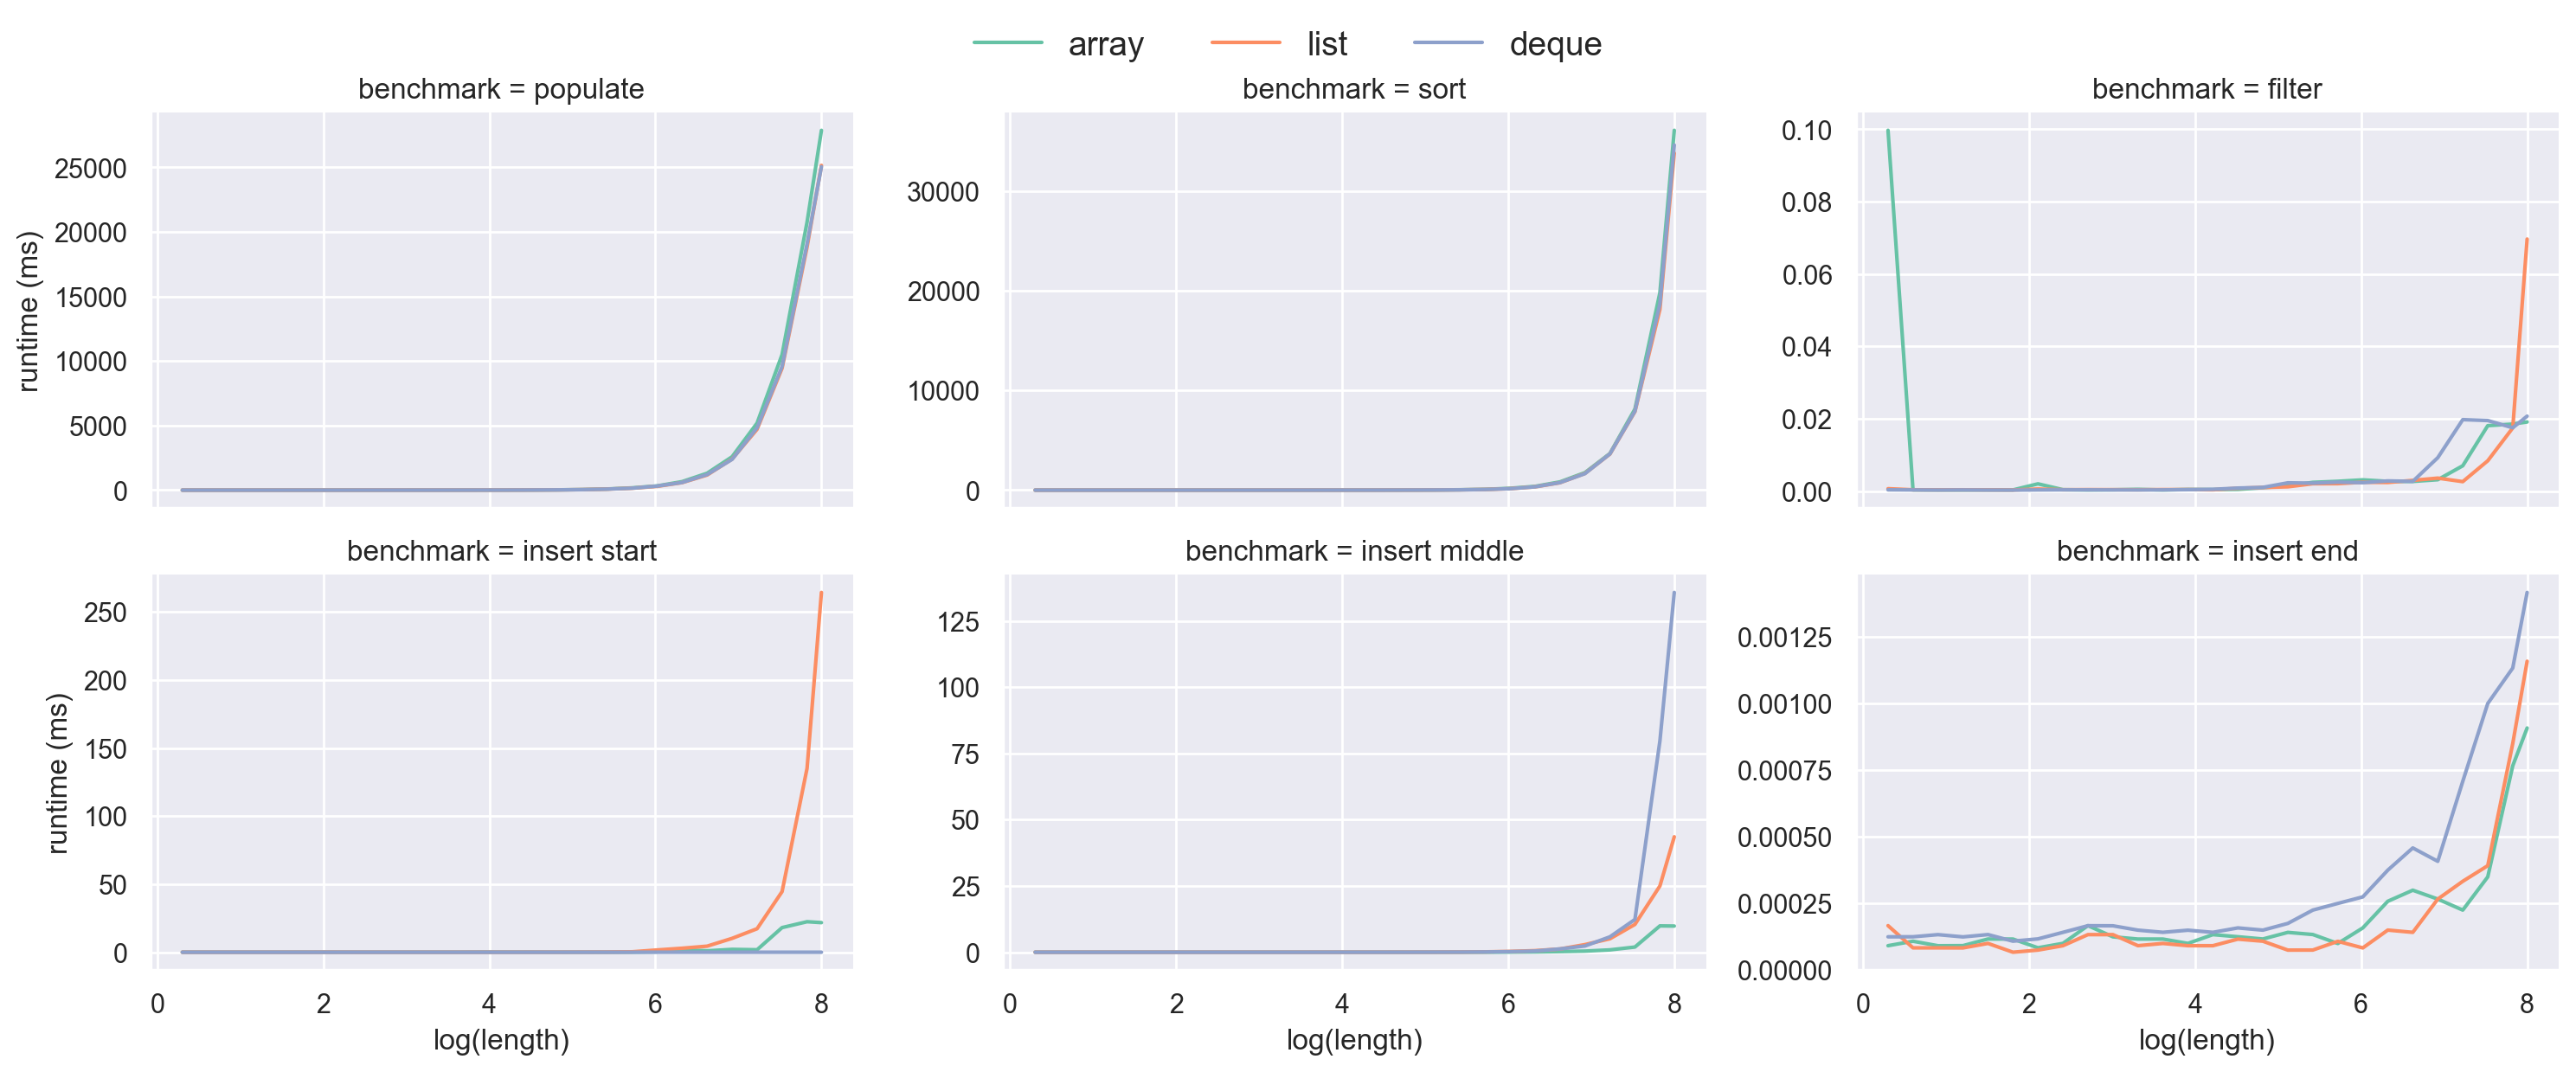 array list deque
benchmark = populate
25000
20000
15000
10000
5000
0
runtime (ms)
benchmark = sort
30000
20000
10000
0
benchmark = filter
0.10
0.08
0.06
0.04
0.02
0.00
benchmark = insert start
250
200
150
100
50
0
runtime (ms)
0 2 4 6 8
log(length)
benchmark = insert middle
125
100
75
50
25
0
0 2 4 6 8
log(length)
benchmark = insert end
0.00125
0.00100
0.00075
0.00050
0.00025
0.00000
0 2 4 6 8
log(length)